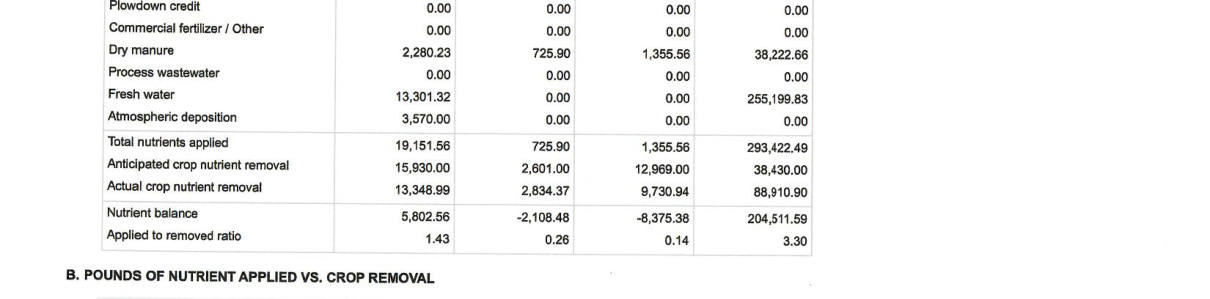 Plowdown credit 0.00 0.00 0.00 0.00
Commercial fertilizer / Other 0.00 0.00 0.00 0.00
Dry manure 2,280.23 725.90 1,355.56 38,222.66
Process wastewater 0.00 0.00 0.00 0.00
Fresh water 13,301.32 0.00 0.00 255,199.83
Atmospheric deposition 3,570.00 0.00 0.00 0.00
Total nutrients applied 19,151.56 725.90 1,355.56 293,422.49
Anticipated crop nutrient removal 15,930.00 2,601.00 12,969.00 38,430.00
Actual crop nutrient removal 13,348.99 2,834.37 9,730.94 88,910.90
Nutrient balance 5,802.56 -2,108.48 -8,375.38 204,511.59
Applied to removed ratio 1.43 0.26 0.14 3.30
B. POUNDS OF NUTRIENT APPLIED VS. CROP REMOVAL